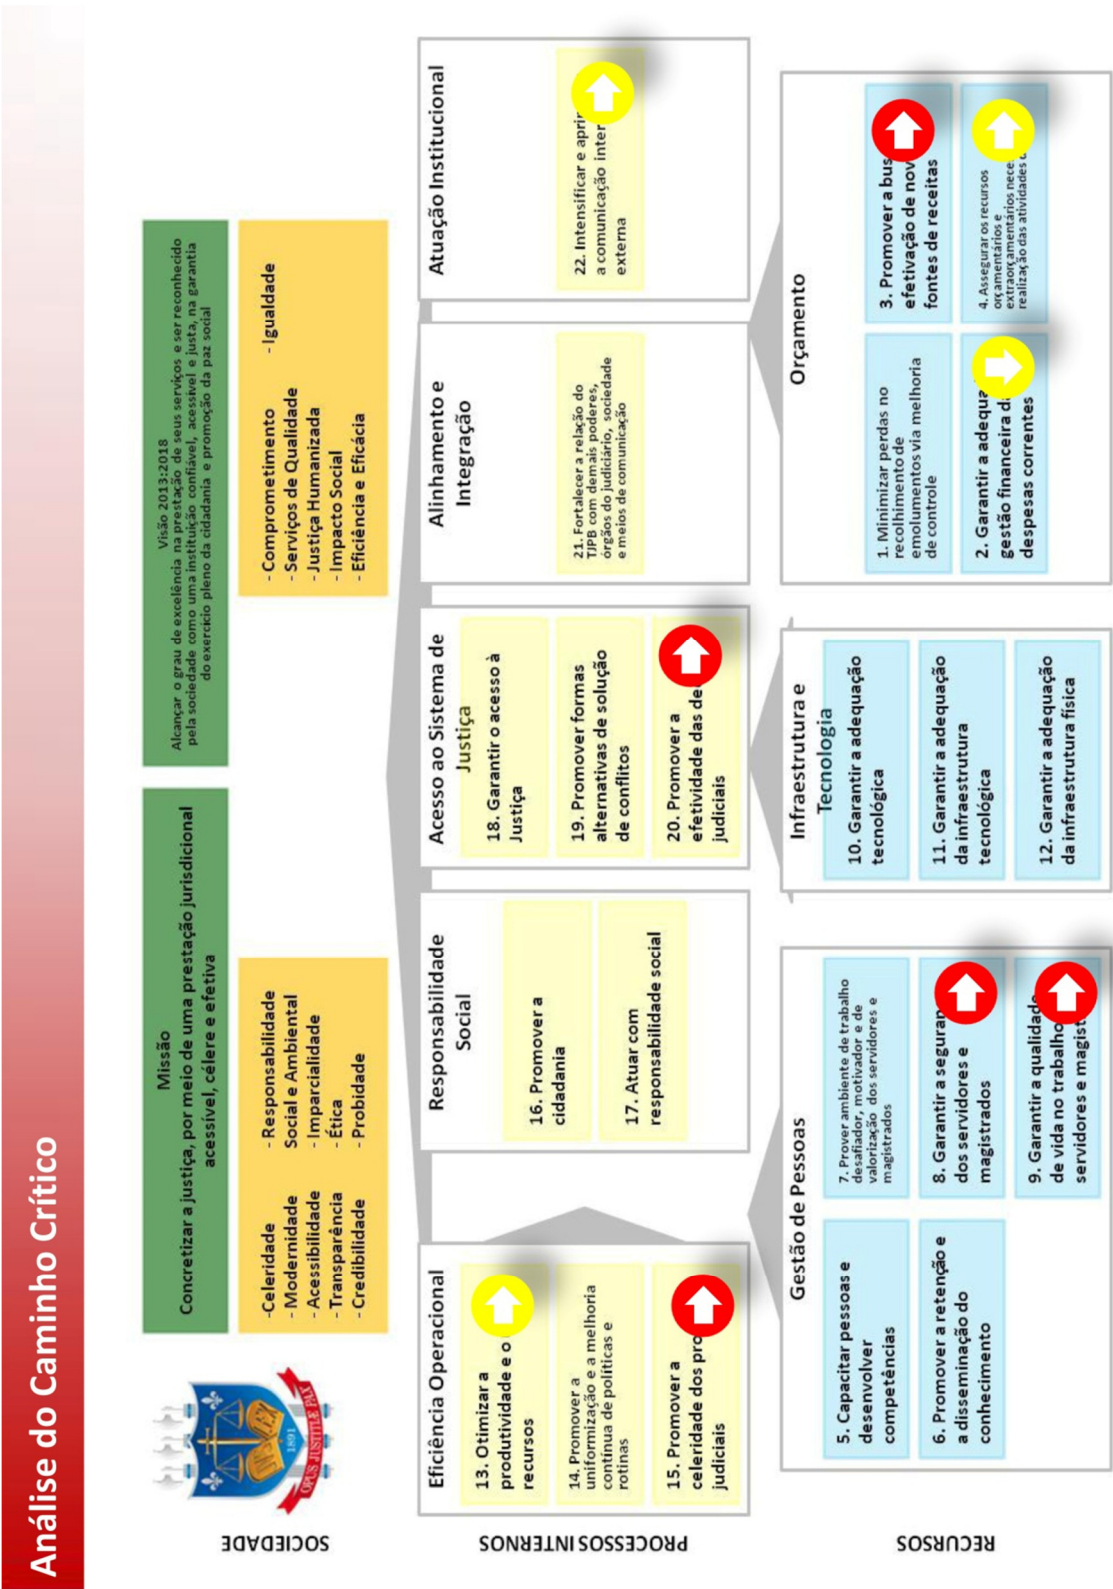 Análise do Caminho Crítico
OPUS JUSTITIÆ PAX
1891
SOCIEDADE
Missão
Concretizar a justiça, por meio de uma prestação jurisdicional
acessível, célere e efetiva
Visão 2013:2018
Alcançar o grau de excelência na prestação de seus serviços e ser reconhecido
pela sociedade como uma instituição confiável, acessível e justa, na garantia
do exercício pleno da cidadania e promoção da paz social
-Celeridade
- Modernidade
- Acessibilidade
- Transparência
- Credibilidade
- Responsabilidade
Social e Ambiental
- Imparcialidade
- Ética
- Probidade
- Comprometimento
- Serviços de Qualidade
- Justiça Humanizada
- Impacto Social
- Eficiência e Eficácia
- Igualdade
PROCESSOS INTERNOS
Eficiência Operacional
13. Otimizar a
produtividade e o
recursos
14. Promover a
uniformização e a melhoria
contínua de políticas e
rotinas
15. Promover a
celeridade dos pro
judiciais
Responsabilidade
Social
16. Promover a
cidadania
17. Atuar com
responsabilidade social
Acesso ao Sistema de
Justiça
18. Garantir o acesso à
Justiça
19. Promover formas
alternativas de solução
de conflitos
20. Promover a
efetividade das de
judiciais
Alinhamento e
Integração
21. Fortalecer a relação do
TJPB com demais poderes,
órgãos do judiciário, sociedade
e meios de comunicação
Atuação Institucional
22. Intensificar e apri
a comunicação inter
externa
RECURSOS
Gestão de Pessoas
5. Capacitar pessoas e
desenvolver
competências
6. Promover a retenção e
a disseminação do
conhecimento
7. Prover ambiente de trabalho
desafiador, motivador e de
valorização dos servidores e
magistrados
8. Garantir a seguran
dos servidores e
magistrados
9. Garantir a qualidade
de vida no trabalho
servidores e magist
Infraestrutura e
Tecnologia
10. Garantir a adequação
tecnológica
11. Garantir a adequação
da infraestrutura
tecnológica
12. Garantir a adequação
da infraestrutura física
Orçamento
1. Minimizar perdas no
recolhimento de
emolumentos via melhoria
de controle
2. Garantir a adequa
gestão financeira da
despesas correntes
3. Promover a bus
efetivação de nov
fontes de receitas
4. Assegurar os recursos
orçamentários e
extraorçamentários nece
realização das atividades